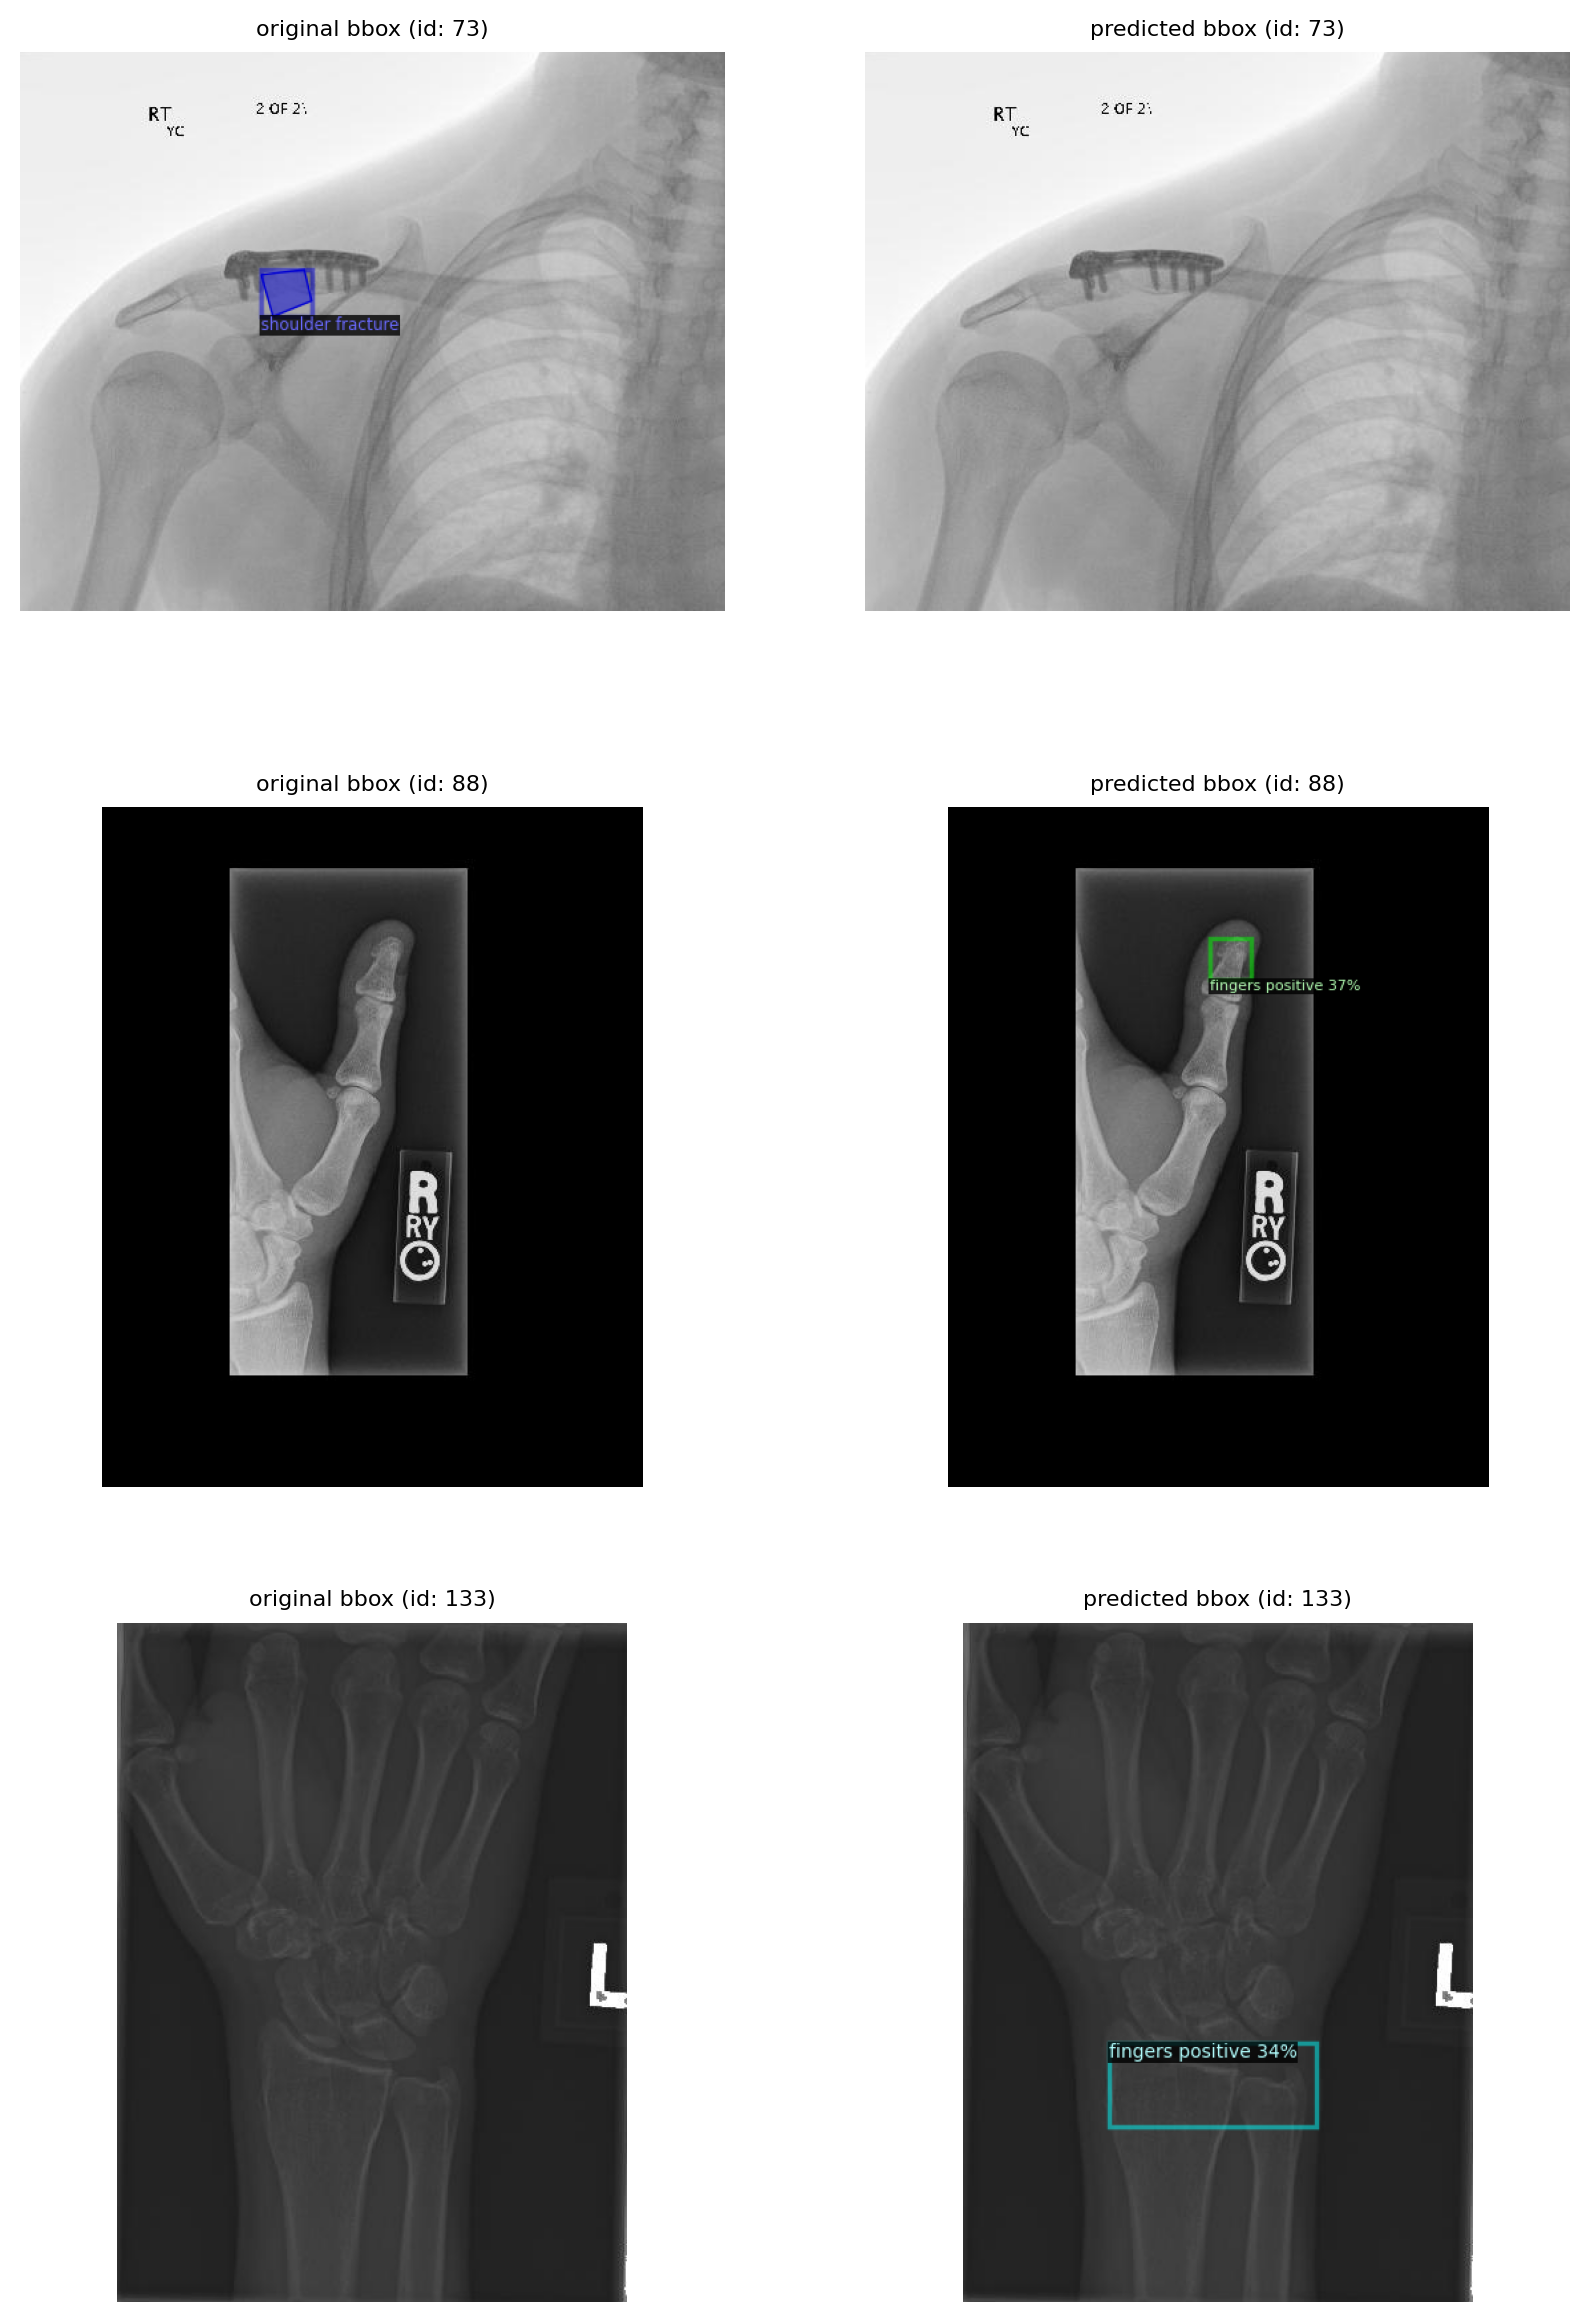 original bbox (id: 73)
predicted bbox (id: 73)
RT
YC
2 OF 2
shoulder fracture
RT
YC
2 OF 2
original bbox (id: 88)
predicted bbox (id: 88)
R
RY
fingers positive 37%
R
RY
original bbox (id: 133)
predicted bbox (id: 133)
L
fingers positive 34%
L